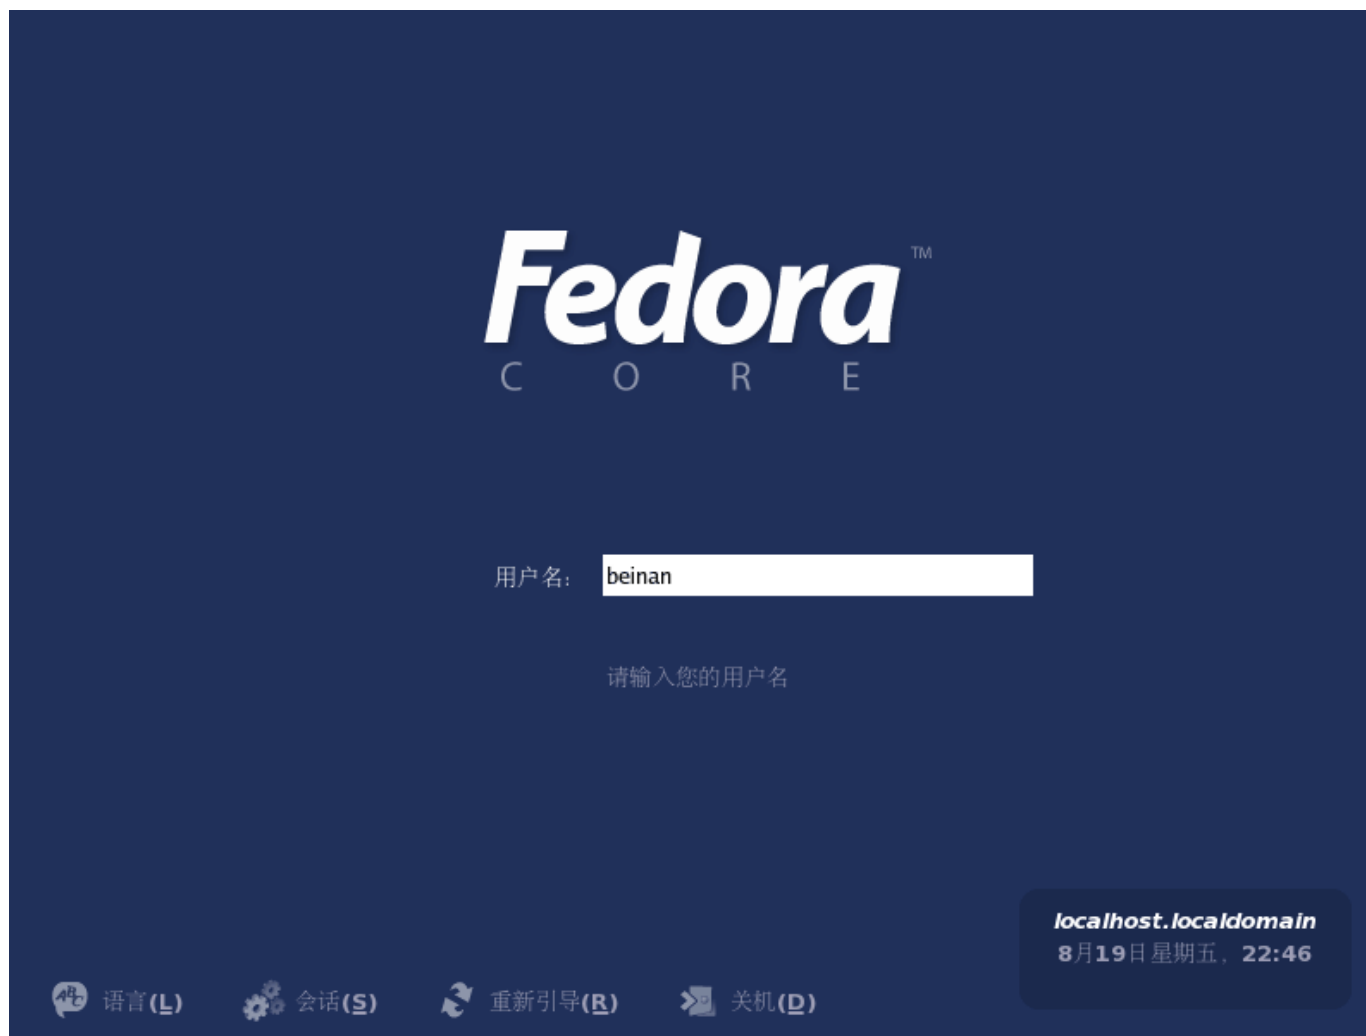 Fedora™
CORE
用户名:
beinan
请输入您的用户名
localhost.localdomain
8月19日星期五, 22:46
语言(L) 会话(S) 重新引导(R) 关机(D)